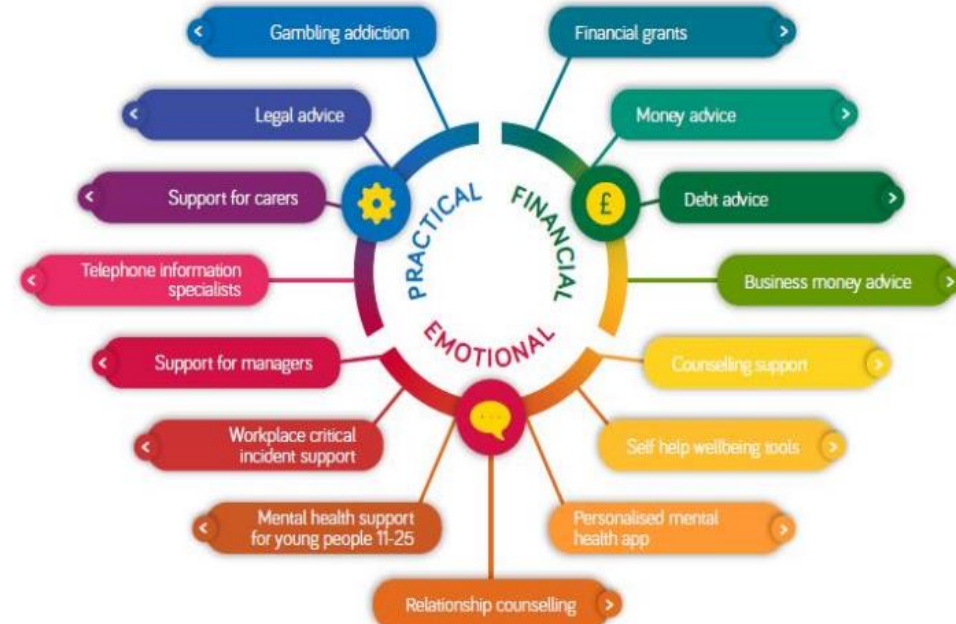 Gambling addiction
Financial grants
Legal advice
Money advice
Support for carers
Debt advice
Telephone information
specialists
Business money advice
Support for managers
Counselling support
Workplace critical
incident support
Self help wellbeing tools
Mental health support
for young people 11-25
Personalised mental
health app
Relationship counselling
PRACTICAL
FINANCIAL
£
EMOTIONAL